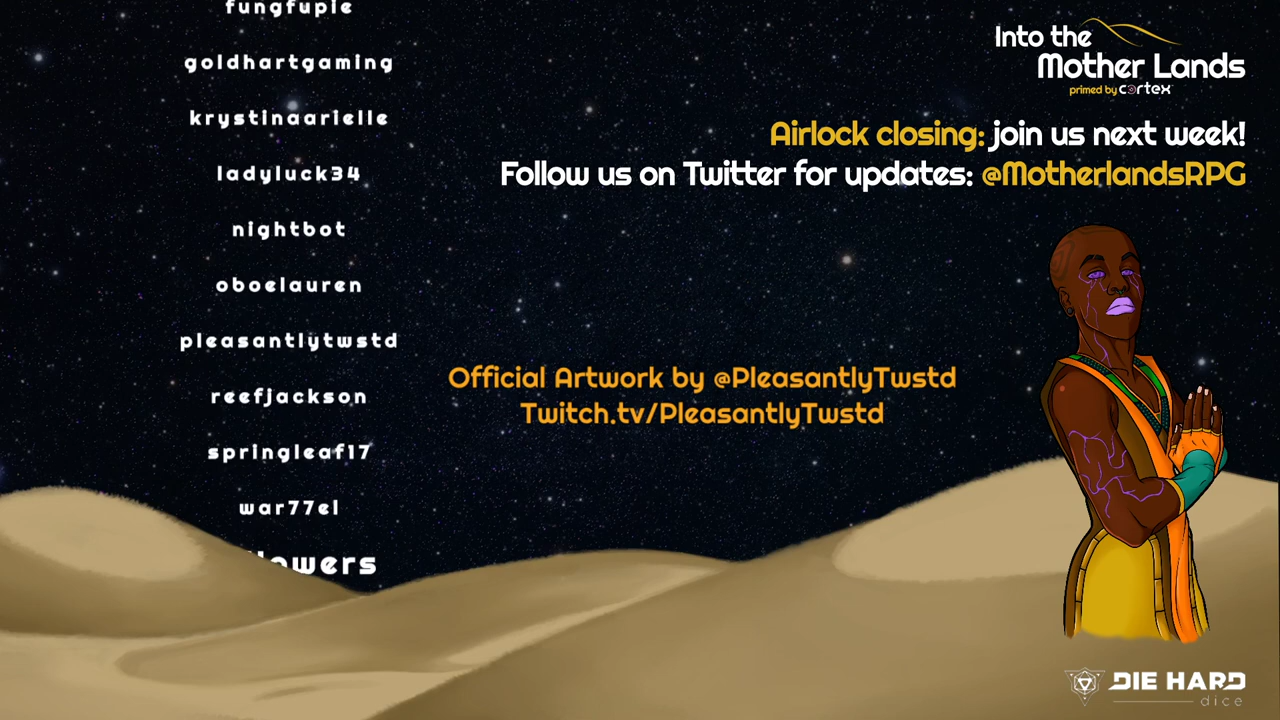 fungfupie
goldhartgaming
krystinaarielle
ladyluck34
nightbot
oboelauren
pleasantlytwstd
reefjackson
springleaf17
war77el
Into the
Mother Lands
primed by cortex
Airlock closing: join us next week!
Follow us on Twitter for updates: @MotherlandsRPG
Official Artwork by @PleasantlyTwstd
Twitch.tv/PleasantlyTwstd
DIE HARD
dice